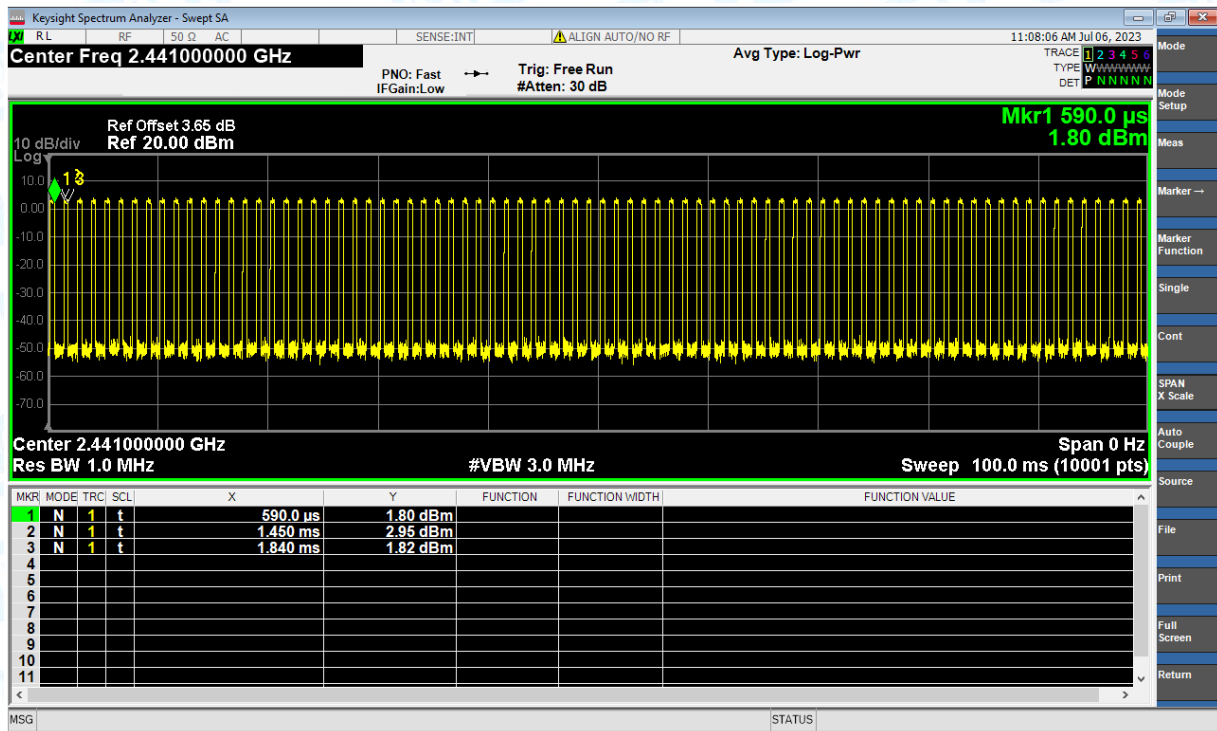 Keysight Spectrum Analyzer - Swept SA
LXI RL RF 50 Ω AC SENSE:INT ALIGN AUTO/NO RF 11:08:06 AM Jul 06, 2023
Center Freq 2.441000000 GHz
PNO: Fast
IFGain:Low
Trig: Free Run
#Atten: 30 dB
Avg Type: Log-Pwr
TRACE 1 2 3 4 5 6
TYPE WWWWWW
DET P N N N N N
Ref Offset 3.65 dB
10 dB/div Ref 20.00 dBm
Log
Mkr1 590.0 µs
1.80 dBm
10.0
0.00
-10.0
-20.0
-30.0
-40.0
-50.0
-60.0
-70.0
1
3
Center 2.441000000 GHz Span 0 Hz
Res BW 1.0 MHz #VBW 3.0 MHz Sweep 100.0 ms (10001 pts)
MKR MODE TRC SCL X Y FUNCTION FUNCTION WIDTH FUNCTION VALUE
1 N 1 t 590.0 µs 1.80 dBm
2 N 1 t 1.450 ms 2.95 dBm
3 N 1 t 1.840 ms 1.82 dBm
4
5
6
7
8
9
10
11
MSG STATUS
Mode
Mode
Setup
Meas
Marker →
Marker
Function
Single
Cont
SPAN
X Scale
Auto
Couple
Source
File
Print
Full
Screen
Return